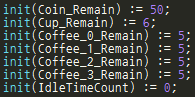 init(Coin_Remain) := 50;
init(Cup_Remain) := 6;
init(Coffee_0_Remain) := 5;
init(Coffee_1_Remain) := 5;
init(Coffee_2_Remain) := 5;
init(Coffee_3_Remain) := 5;
init(IdleTimeCount) := 0;